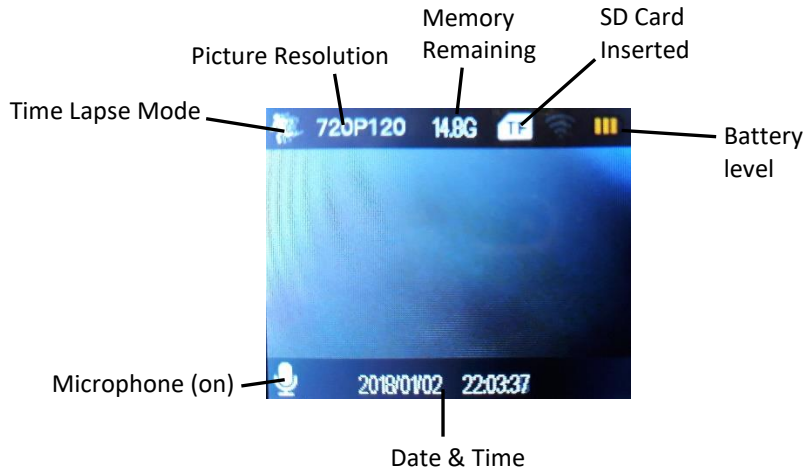 Memory
Remaining
SD Card
Inserted
Picture Resolution
Time Lapse Mode
720P120 14.8G TF
Battery
level
Microphone (on)
2018/01/02 22:03:37
Date & Time